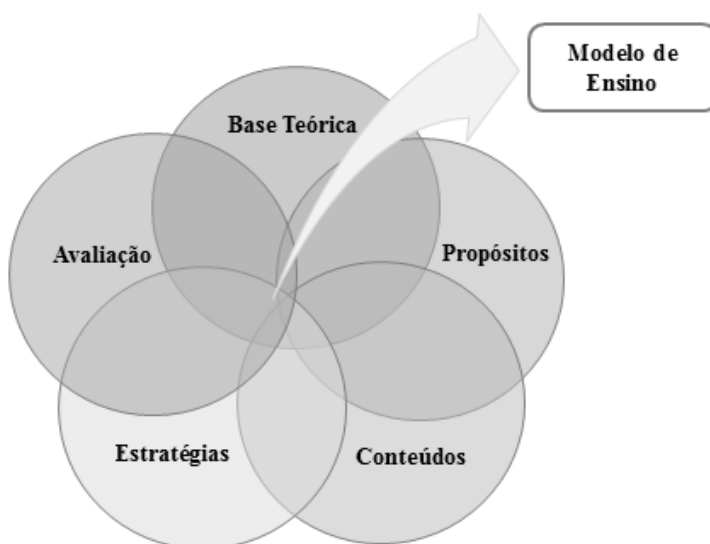 Modelo de
Ensino
Base Teórica
Avaliação
Propósitos
Estratégias
Conteúdos